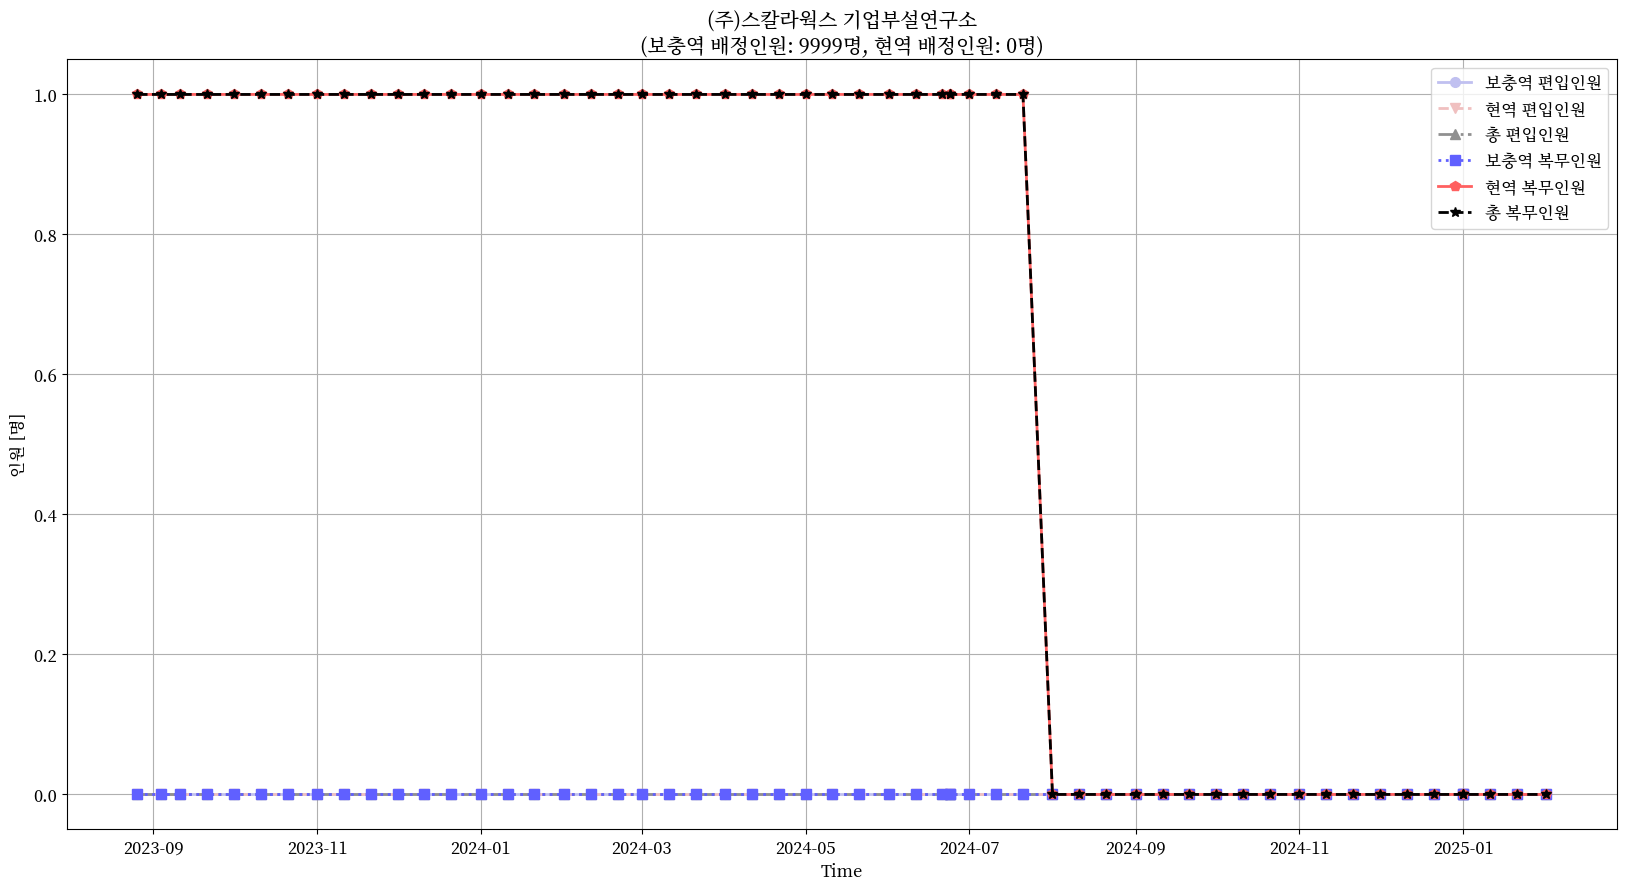 (주)스칼라웍스 기업부설연구소
(보충역 배정인원: 9999명, 현역 배정인원: 0명)
보충역 편입인원
현역 편입인원
총 편입인원
보충역 복무인원
현역 복무인원
총 복무인원
인원 [명]
1.0
0.8
0.6
0.4
0.2
0.0
2023-09
2023-11
2024-01
2024-03
2024-05
2024-07
2024-09
2024-11
2025-01
Time